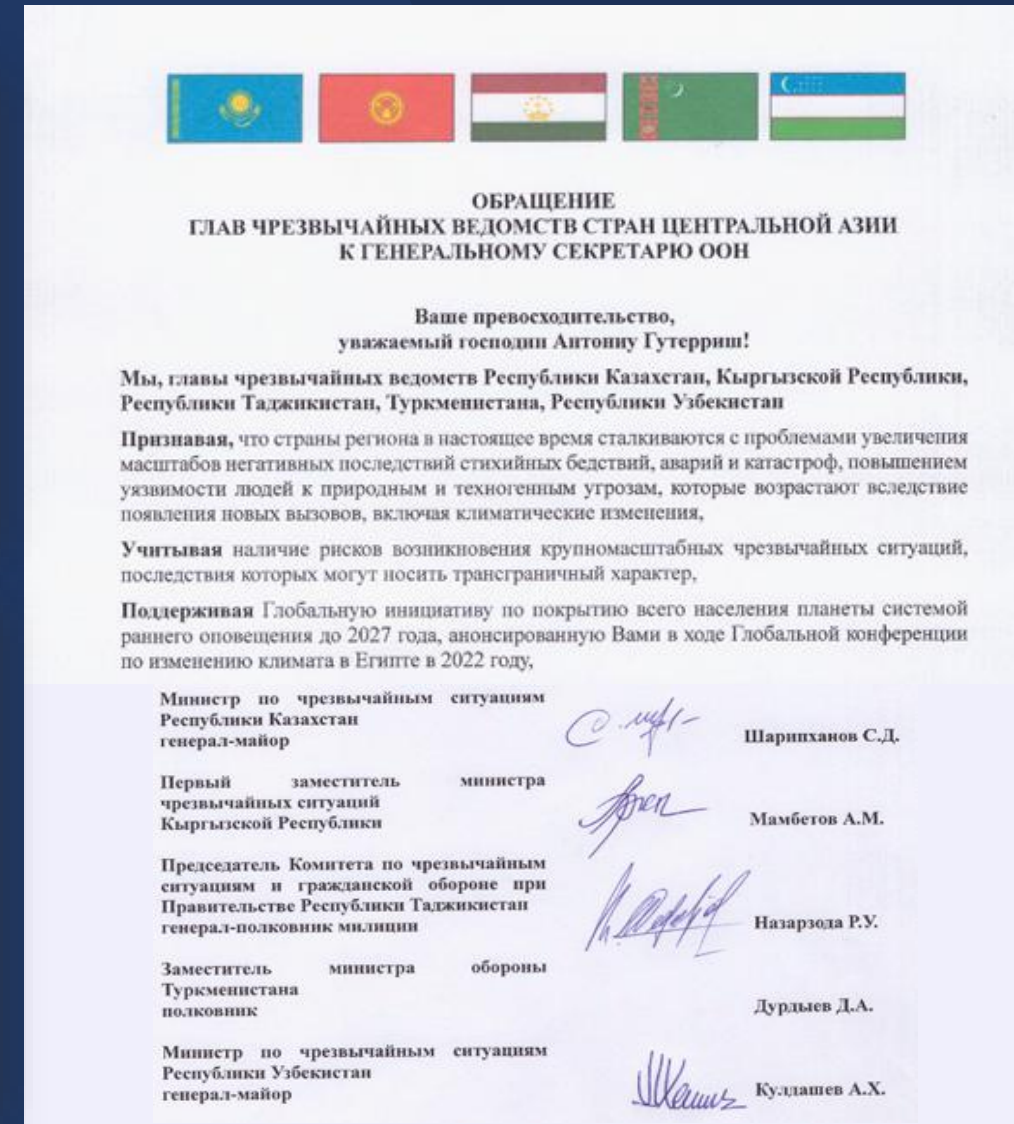 ОБРАЩЕНИЕ
ГЛАВ ЧРЕЗВЫЧАЙНЫХ ВЕДОМСТВ СТРАН ЦЕНТРАЛЬНОЙ АЗИИ
К ГЕНЕРАЛЬНОМУ СЕКРЕТАРЮ ООН
Ваше превосходительство,
уважаемый господин Антониу Гутерриш!
Мы, главы чрезвычайных ведомств Республики Казахстан, Кыргызской Республики,
Республики Таджикистан, Туркменистана, Республики Узбекистан
Признавая, что страны региона в настоящее время сталкиваются с проблемами увеличения
масштабов негативных последствий стихийных бедствий, аварий и катастроф, повышением
уязвимости людей к природным и техногенным угрозам, которые возрастают вследствие
появления новых вызовов, включая климатические изменения,
Учитывая наличие рисков возникновения крупномасштабных чрезвычайных ситуаций,
последствия которых могут носить трансграничный характер,
Поддерживая Глобальную инициативу по покрытию всего населения планеты системой
раннего оповещения до 2027 года, анонсированную Вами в ходе Глобальной конференции
по изменению климата в Египте в 2022 году,
Министр по чрезвычайным ситуациям
Республики Казахстан
генерал-майор
Шарипханов С.Д.
Первый заместитель министра
чрезвычайных ситуаций
Кыргызской Республики
Мамбетов А.М.
Председатель Комитета по чрезвычайным
ситуациям и гражданской обороне при
Правительстве Республики Таджикистан
генерал-полковник милиции
Назарзода Р.У.
Заместитель министра обороны
Туркменистана
полковник
Дурдыев Д.А.
Министр по чрезвычайным ситуациям
Республики Узбекистан
генерал-майор
Кулдашев А.Х.